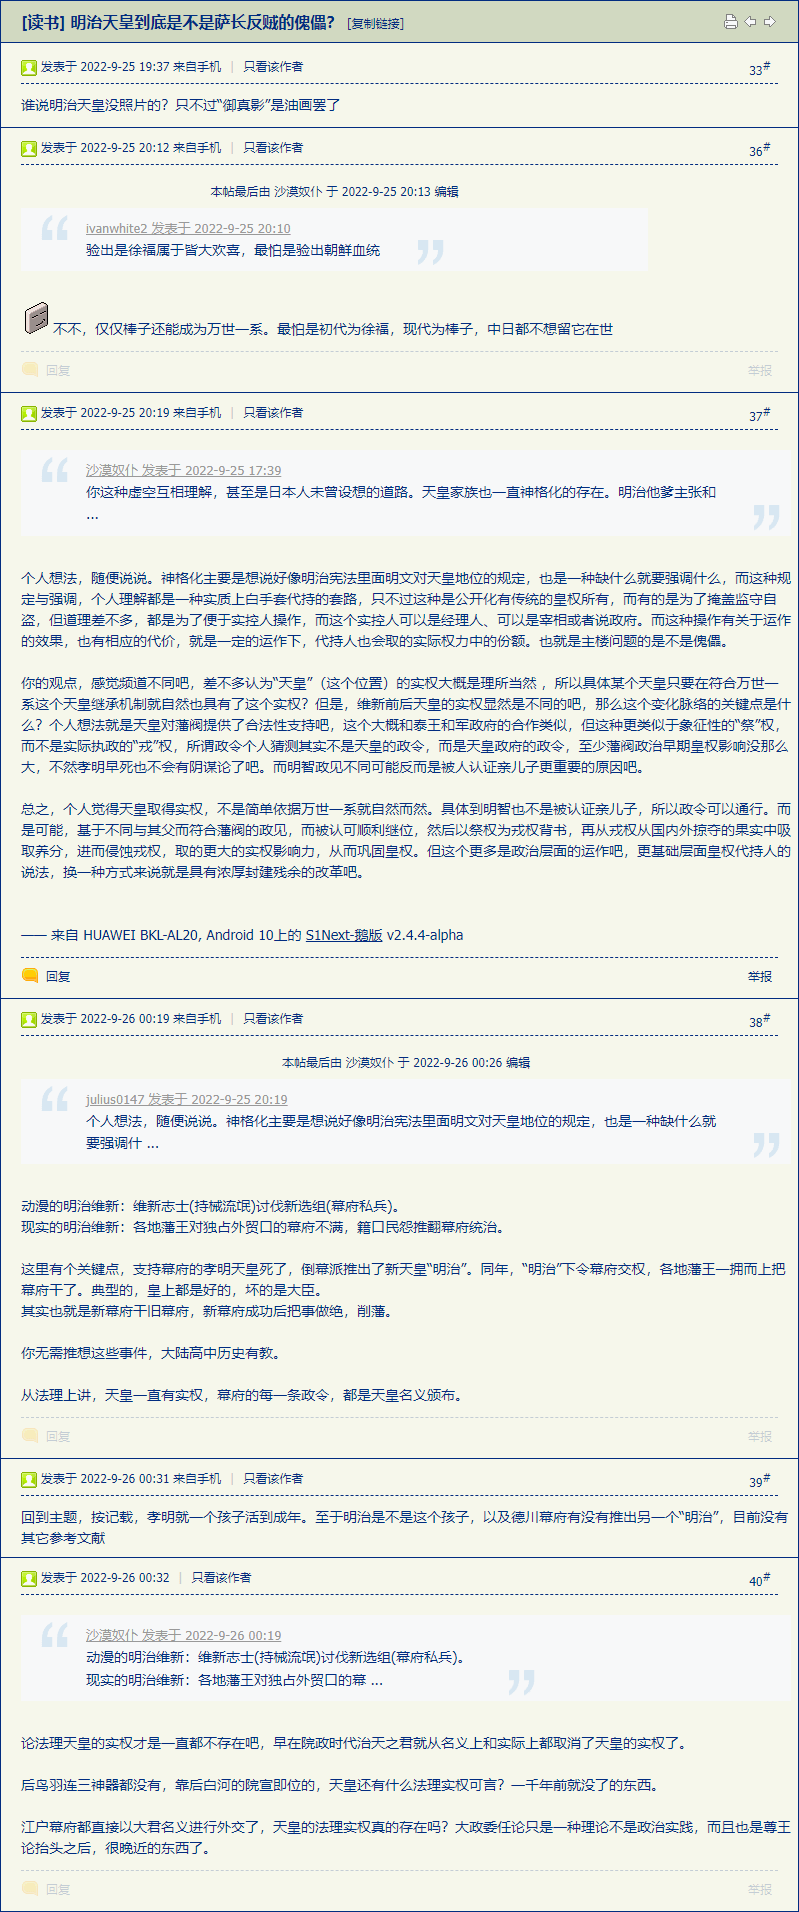 [读书] 明治天皇到底是不是萨长反贼的傀儡? [复制链接]
发表于 2022-9-25 19:37 来自手机 | 只看该作者 33#
谁说明治天皇没照片的？只不过“御真影”是油画罢了
发表于 2022-9-25 20:12 来自手机 | 只看该作者 36#
本帖最后由 沙漠奴仆 于 2022-9-25 20:13 编辑
ivanwhite2 发表于 2022-9-25 20:10
验出是徐福属于皆大欢喜，最怕是验出朝鲜血统
不不，仅仅棒子还能成为万世一系。最怕是初代为徐福，现代为棒子，中日都不想留它在世
回复 举报
发表于 2022-9-25 20:19 来自手机 | 只看该作者 37#
沙漠奴仆 发表于 2022-9-25 17:39
你这种虚空互相理解，甚至是日本人未曾设想的道路。天皇家族也一直神格化的存在。明治他爹主张和
...
个人想法，随便说说。神格化主要是想说好像明治宪法里面明文对天皇地位的规定，也是一种缺什么就要强调什么，而这种规
定与强调，个人理解都是一种实质上白手套代持的套路，只不过这种是公开化有传统的皇权所有，而有的是为了掩盖监守自
盗，但道理差不多，都是为了便于实控人操作，而这个实控人可以是经理人、可以是宰相或者说政府。而这种操作有关于运作
的效果，也有相应的代价，就是一定的运作下，代持人也会取的实际权力中的份额。也就是主楼问题的是不是傀儡。
你的观点，感觉频道不同吧，差不多认为“天皇”（这个位置）的实权大概是理所当然 ，所以具体某个天皇只要在符合万世一
系这个天皇继承机制就自然也具有了这个实权？但是，维新前后天皇的实权显然是不同的吧，那么这个变化脉络的关键点是什
么？个人想法就是天皇对藩阀提供了合法性支持吧，这个大概和泰王和军政府的合作类似，但这种更类似于象征性的“祭”权，
而不是实际执政的“戎”权，所谓政令个人猜测其实不是天皇的政令，而是天皇政府的政令，至少藩阀政治早期皇权影响没那么
大，不然孝明早死也不会有阴谋论了吧。而明智政见不同可能反而是被人认证亲儿子更重要的原因吧。
总之，个人觉得天皇取得实权，不是简单依据万世一系就自然而然。具体到明智也不是被认证亲儿子，所以政令可以通行。而
是可能，基于不同与其父而符合藩阀的政见，而被认可顺利继位，然后以祭权为戎权背书，再从戎权从国内外掠夺的果实中吸
取养分，进而侵蚀戎权，取的更大的实权影响力，从而巩固皇权。但这个更多是政治层面的运作吧，更基础层面皇权代持人的
说法，换一种方式来说就是具有浓厚封建残余的改革吧。
—— 来自 HUAWEI BKL-AL20, Android 10上的 S1Next-鹅版 v2.4.4-alpha
回复 举报
发表于 2022-9-26 00:19 来自手机 | 只看该作者 38#
本帖最后由 沙漠奴仆 于 2022-9-26 00:26 编辑
julius0147 发表于 2022-9-25 20:19
个人想法，随便说说。神格化主要是想说好像明治宪法里面明文对天皇地位的规定，也是一种缺什么就
要强调什 ...
动漫的明治维新：维新志士(持械流氓)讨伐新选组(幕府私兵)。
现实的明治维新：各地藩王对独占外贸口的幕府不满，籍口民怨推翻幕府统治。
这里有个关键点，支持幕府的孝明天皇死了，倒幕派推出了新天皇“明治”。同年，“明治”下令幕府交权，各地藩王一拥而上把
幕府干了。典型的，皇上都是好的，坏的是大臣。
其实也就是新幕府干旧幕府，新幕府成功后把事做绝，削藩。
你无需推想这些事件，大陆高中历史有教。
从法理上讲，天皇一直有实权，幕府的每一条政令，都是天皇名义颁布。
回复 举报
发表于 2022-9-26 00:31 来自手机 | 只看该作者 39#
回到主题，按记载，孝明就一个孩子活到成年。至于明治是不是这个孩子，以及德川幕府有没有推出另一个“明治”，目前没有
其它参考文献
发表于 2022-9-26 00:32 | 只看该作者 40#
沙漠奴仆 发表于 2022-9-26 00:19
动漫的明治维新：维新志士(持械流氓)讨伐新选组(幕府私兵)。
现实的明治维新：各地藩王对独占外贸口的幕 ...
论法理天皇的实权才是一直都不存在吧，早在院政时代治天之君就从名义上和实际上都取消了天皇的实权了。
后鸟羽连三神器都没有，靠后白河的院宣即位的，天皇还有什么法理实权可言？一千年前就没了的东西。
江户幕府都直接以大君名义进行外交了，天皇的法理实权真的存在吗？大政委任论只是一种理论不是政治实践，而且也是尊王
论抬头之后，很晚近的东西了。
回复 举报